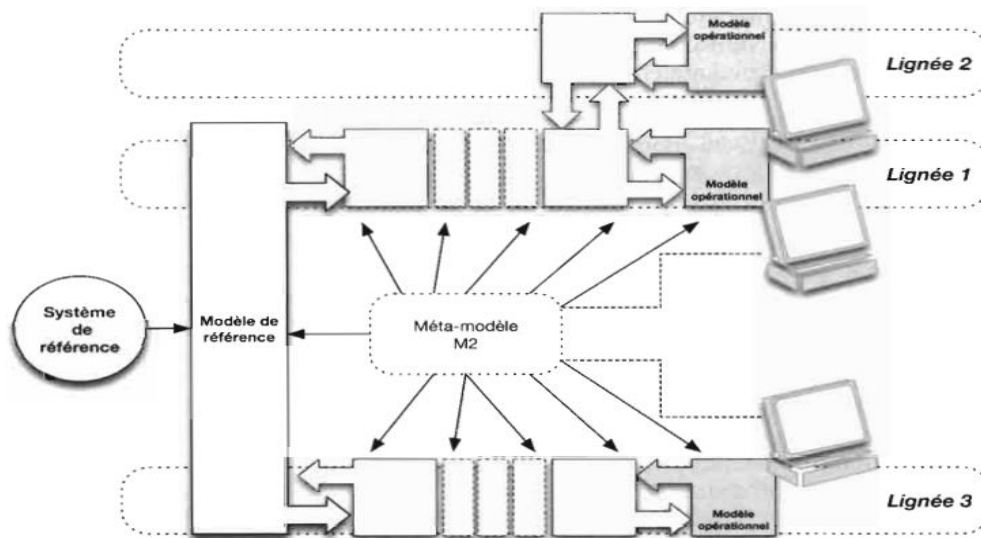 Modèle
opérationnel
Lignée 2
Lignée 1
Modèle
opérationnel
Système
de
référence
Modèle de
référence
Méta-modèle
M2
Lignée 3
Modèle
opérationnel